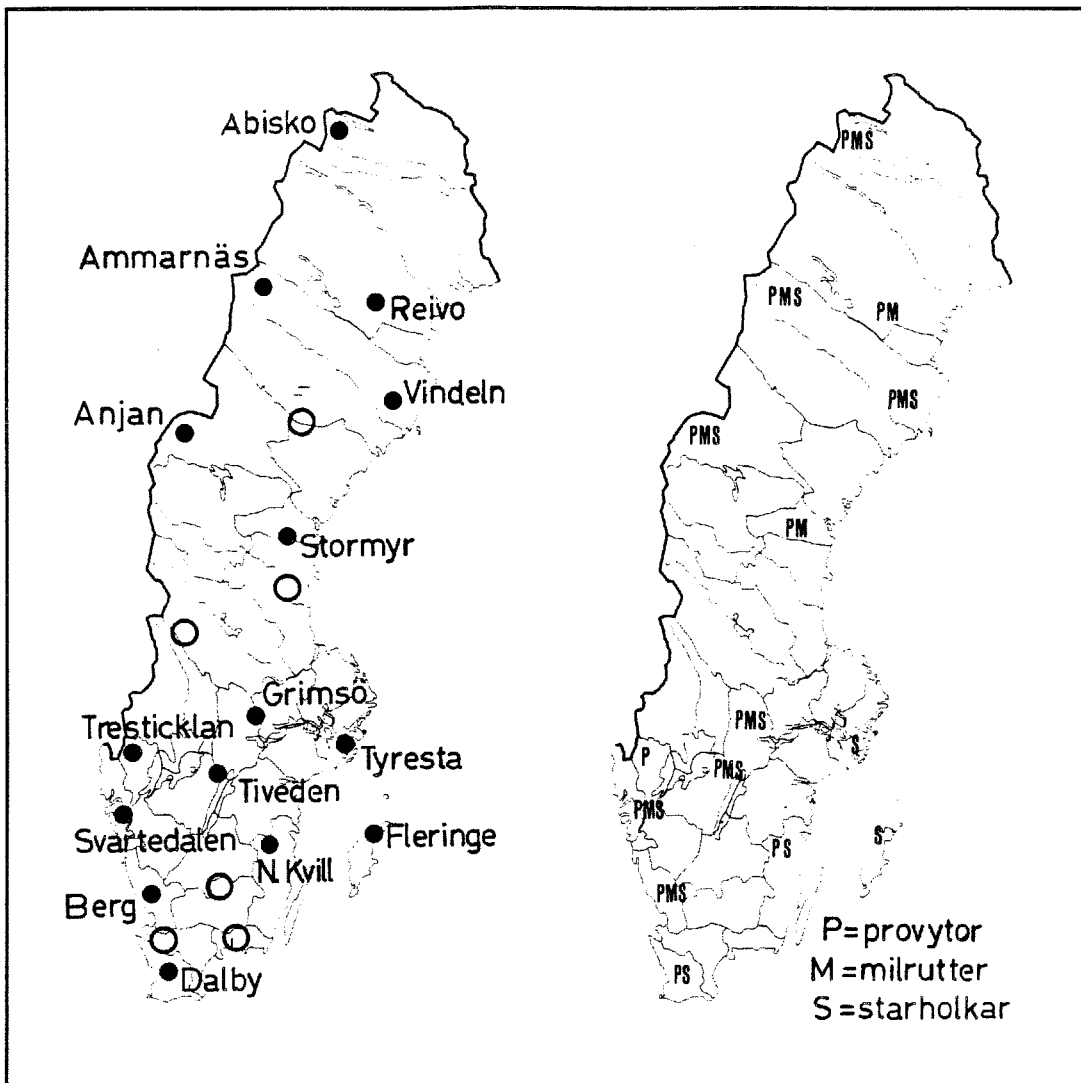 Abisko
Ammarnäs
Reivo
Vindeln
Anjan
Stormyr
Grimsö
Tresticklan
Tyresta
Tiveden
Svartedalen
Fleringe
N. Kvill
Berg
Dalby
PMS
PMS
PM
PMS
PMS
PM
PMS
S
P
PMS
PMS
PS
S
PMS
PS
P=provytor
M=milrutter
S=starholkar